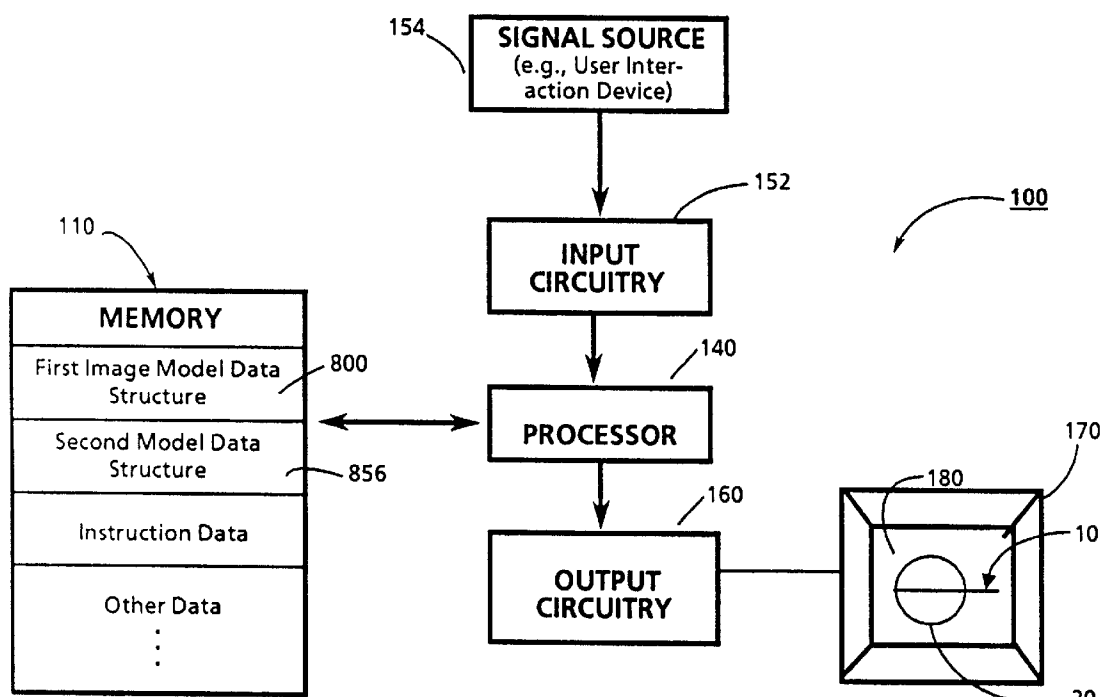 154
SIGNAL SOURCE
(e.g., User Inter-
action Device)
152
100
INPUT
CIRCUITRY
110
MEMORY
First Image Model Data
Structure
800
Second Model Data
Structure
856
Instruction Data
Other Data
140
PROCESSOR
160
OUTPUT
CIRCUITRY
170
180
10